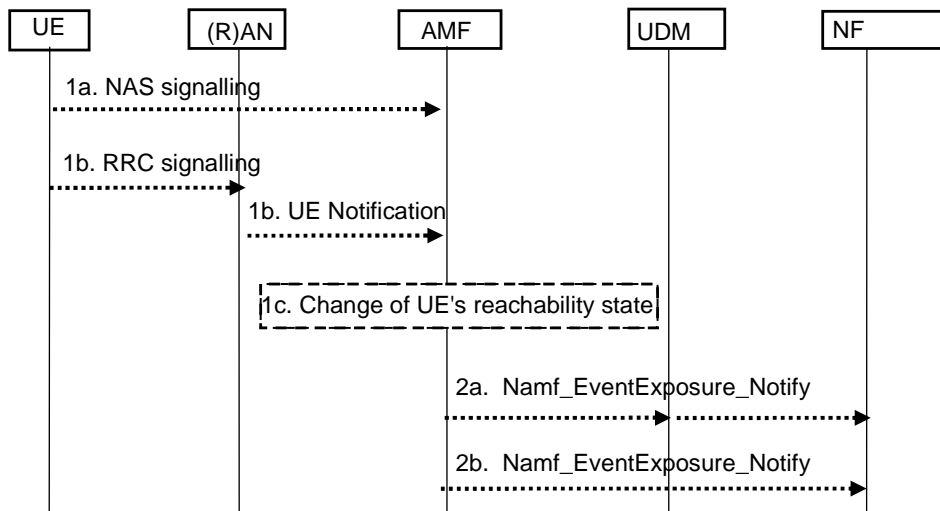 UE
(R)AN
AMF
UDM
NF
1a. NAS signalling
1b. RRC signalling
1b. UE Notification
1c. Change of UE's reachability state
2a. Namf_EventExposure_Notify
2b. Namf_EventExposure_Notify